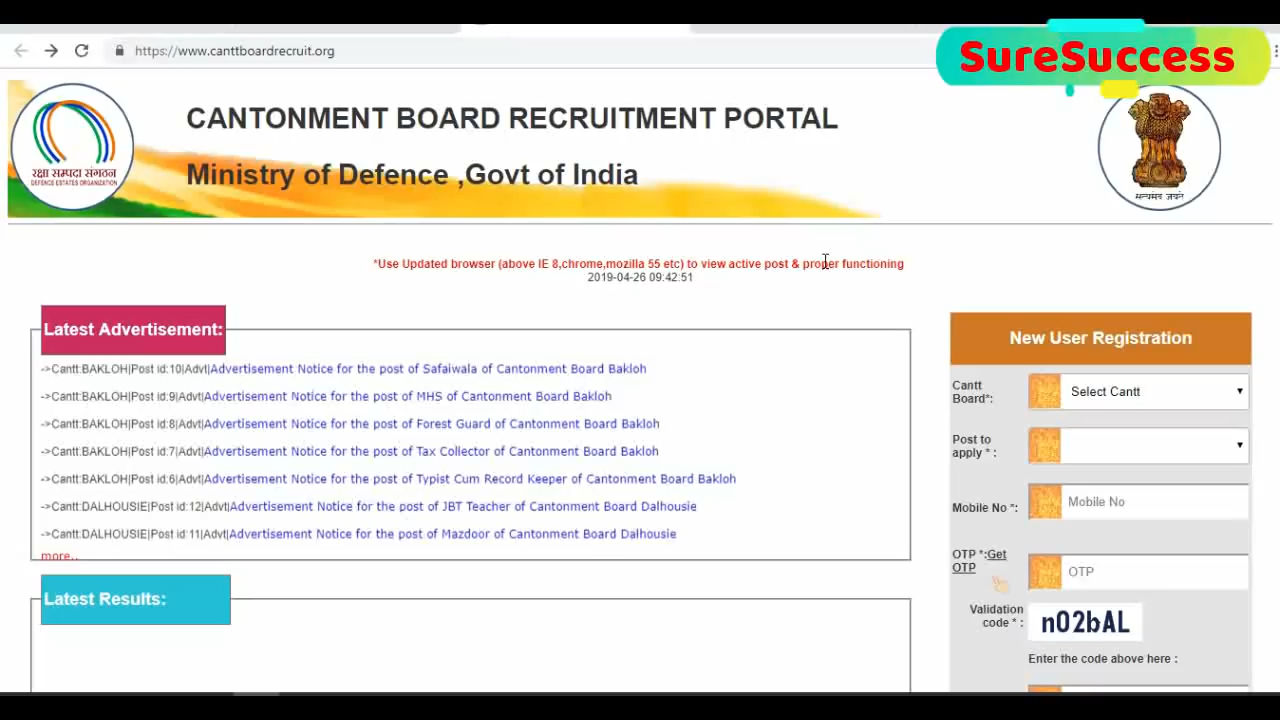 https://www.canttboardrecruit.org
SureSuccess
रक्षा सम्पदा संगठन
DEFENCE ESTATES ORGANIZATION
CANTONMENT BOARD RECRUITMENT PORTAL
Ministry of Defence ,Govt of India
सत्यमेव जयते
*Use Updated browser (above IE 8,chrome,mozilla 55 etc) to view active post & proper functioning
2019-04-26 09:42:51
Latest Advertisement:
->Cantt:BAKLOH|Post id:10|Advt|Advertisement Notice for the post of Safaiwala of Cantonment Board Bakloh
->Cantt:BAKLOH|Post id:9|Advt|Advertisement Notice for the post of MHS of Cantonment Board Bakloh
->Cantt:BAKLOH|Post id:8|Advt|Advertisement Notice for the post of Forest Guard of Cantonment Board Bakloh
->Cantt:BAKLOH|Post id:7|Advt|Advertisement Notice for the post of Tax Collector of Cantonment Board Bakloh
->Cantt:BAKLOH|Post id:6|Advt|Advertisement Notice for the post of Typist Cum Record Keeper of Cantonment Board Bakloh
->Cantt:DALHOUSIE|Post id:12|Advt|Advertisement Notice for the post of JBT Teacher of Cantonment Board Dalhousie
->Cantt:DALHOUSIE|Post id:11|Advt|Advertisement Notice for the post of Mazdoor of Cantonment Board Dalhousie
more..
Latest Results:
New User Registration
Cantt
Board*:
Select Cantt
Post to
apply * :
Mobile No *:
Mobile No
OTP *:Get
OTP
OTP
Validation
code * :
n02bAL
Enter the code above here :